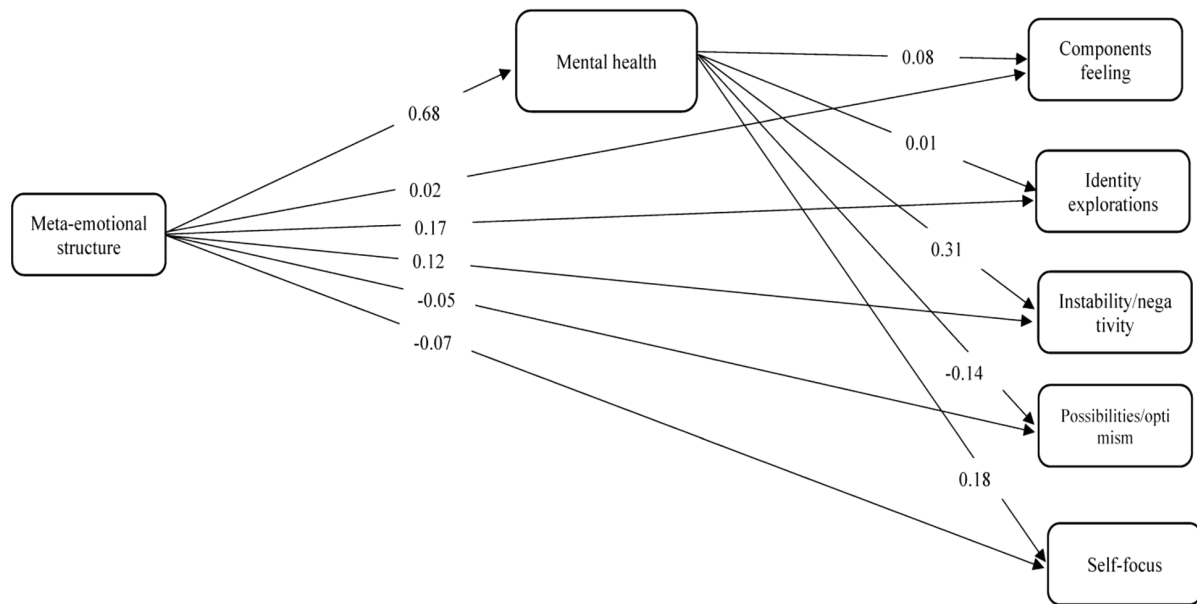 Mental health
0.08
Components
feeling
0.68
0.01
0.02
Identity
explorations
Meta-emotional
structure
0.17
0.31
0.12
-0.05
Instability/nega
tivity
-0.07
-0.14
Possibilities/opti
mism
0.18
Self-focus